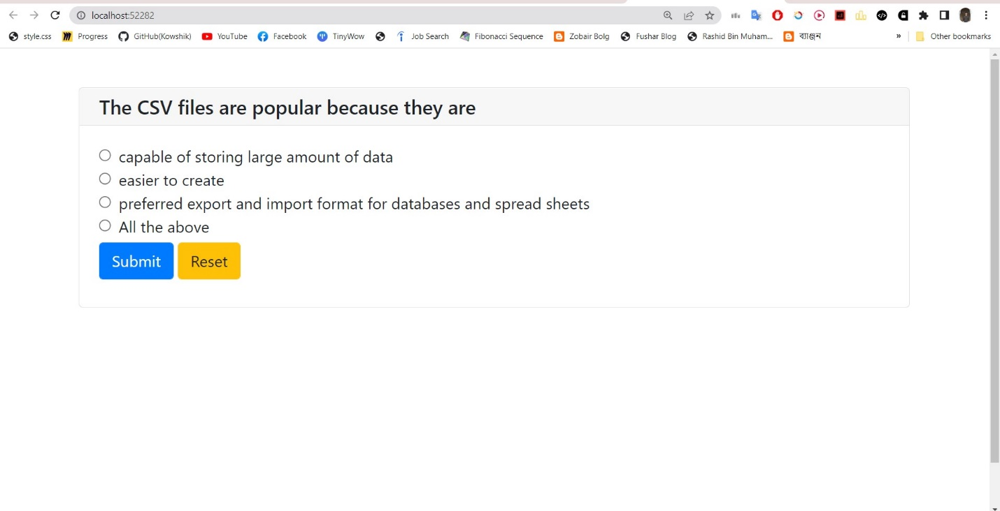 localhost:52282
style.css Progress GitHub(Kowshik) YouTube Facebook TinyWow Job Search Fibonacci Sequence Zobair Bolg Fushar Blog Rashid Bin Muham... ব্যাঞ্জন » Other bookmarks
The CSV files are popular because they are
capable of storing large amount of data
easier to create
preferred export and import format for databases and spread sheets
All the above
Submit Reset